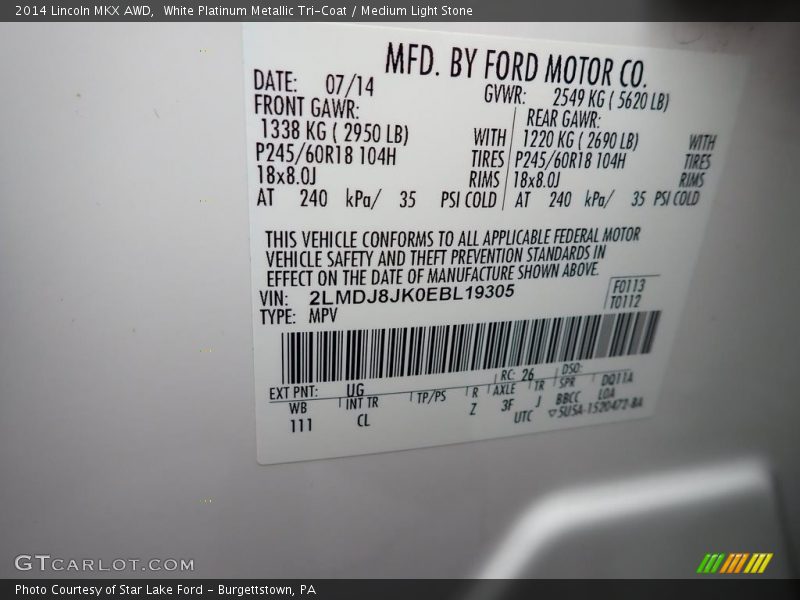 2014 Lincoln MKX AWD,  White Platinum Metallic Tri-Coat / Medium Light Stone
MFD. BY FORD MOTOR CO.
DATE: 07/14 GVWR: 2549 KG ( 5620 LB)
FRONT GAWR: REAR GAWR:
1338 KG ( 2950 LB) WITH 1220 KG ( 2690 LB) WITH
P245/60R18 104H TIRES P245/60R18 104H TIRES
18x8.0J RIMS 18x8.0J RIMS
AT 240 kPa/ 35 PSI COLD AT 240 kPa/ 35 PSI COLD
THIS VEHICLE CONFORMS TO ALL APPLICABLE FEDERAL MOTOR
VEHICLE SAFETY AND THEFT PREVENTION STANDARDS IN
EFFECT ON THE DATE OF MANUFACTURE SHOWN ABOVE.
VIN: 2LMDJ8JK0EBL19305 F0113
TYPE: MPV T0112
EXT PNT: UG RC: 26 DSO:
WB INT TR TP/PS R AXLE TR SPR DQ11A
111 CL Z 3F J BBCC LOA
UTC ▽5U5A-1520472-BA
GTCARLOT.COM
Photo Courtesy of Star Lake Ford - Burgettstown, PA